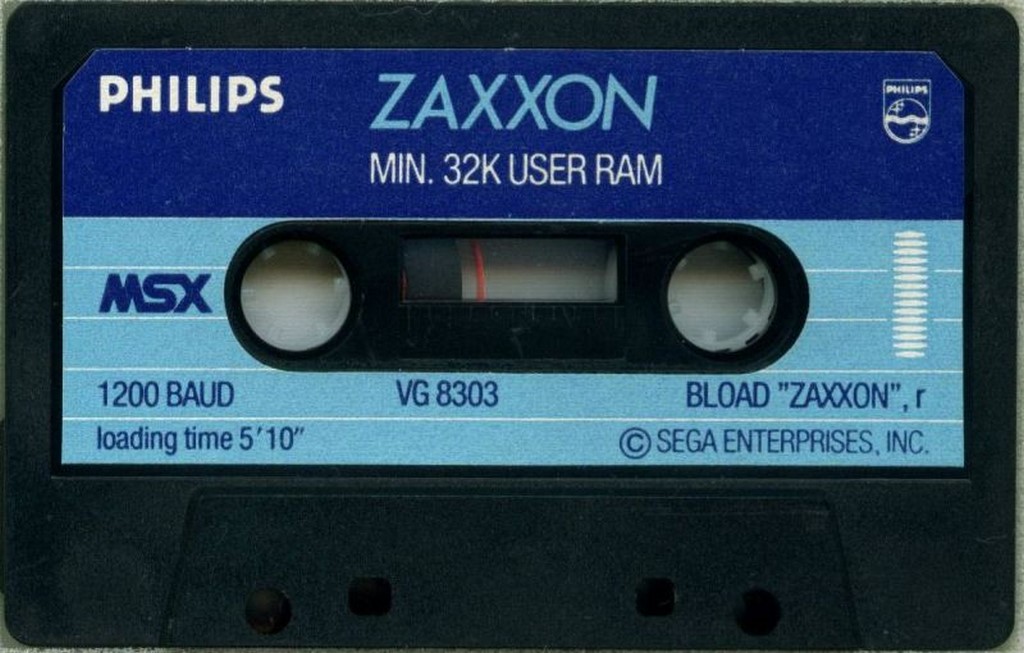 PHILIPS
ZAXXON
PHILIPS
MIN. 32K USER RAM
MSX
1200 BAUD
VG 8303
BLOAD "ZAXXON", r
loading time 5'10"
© SEGA ENTERPRISES, INC.